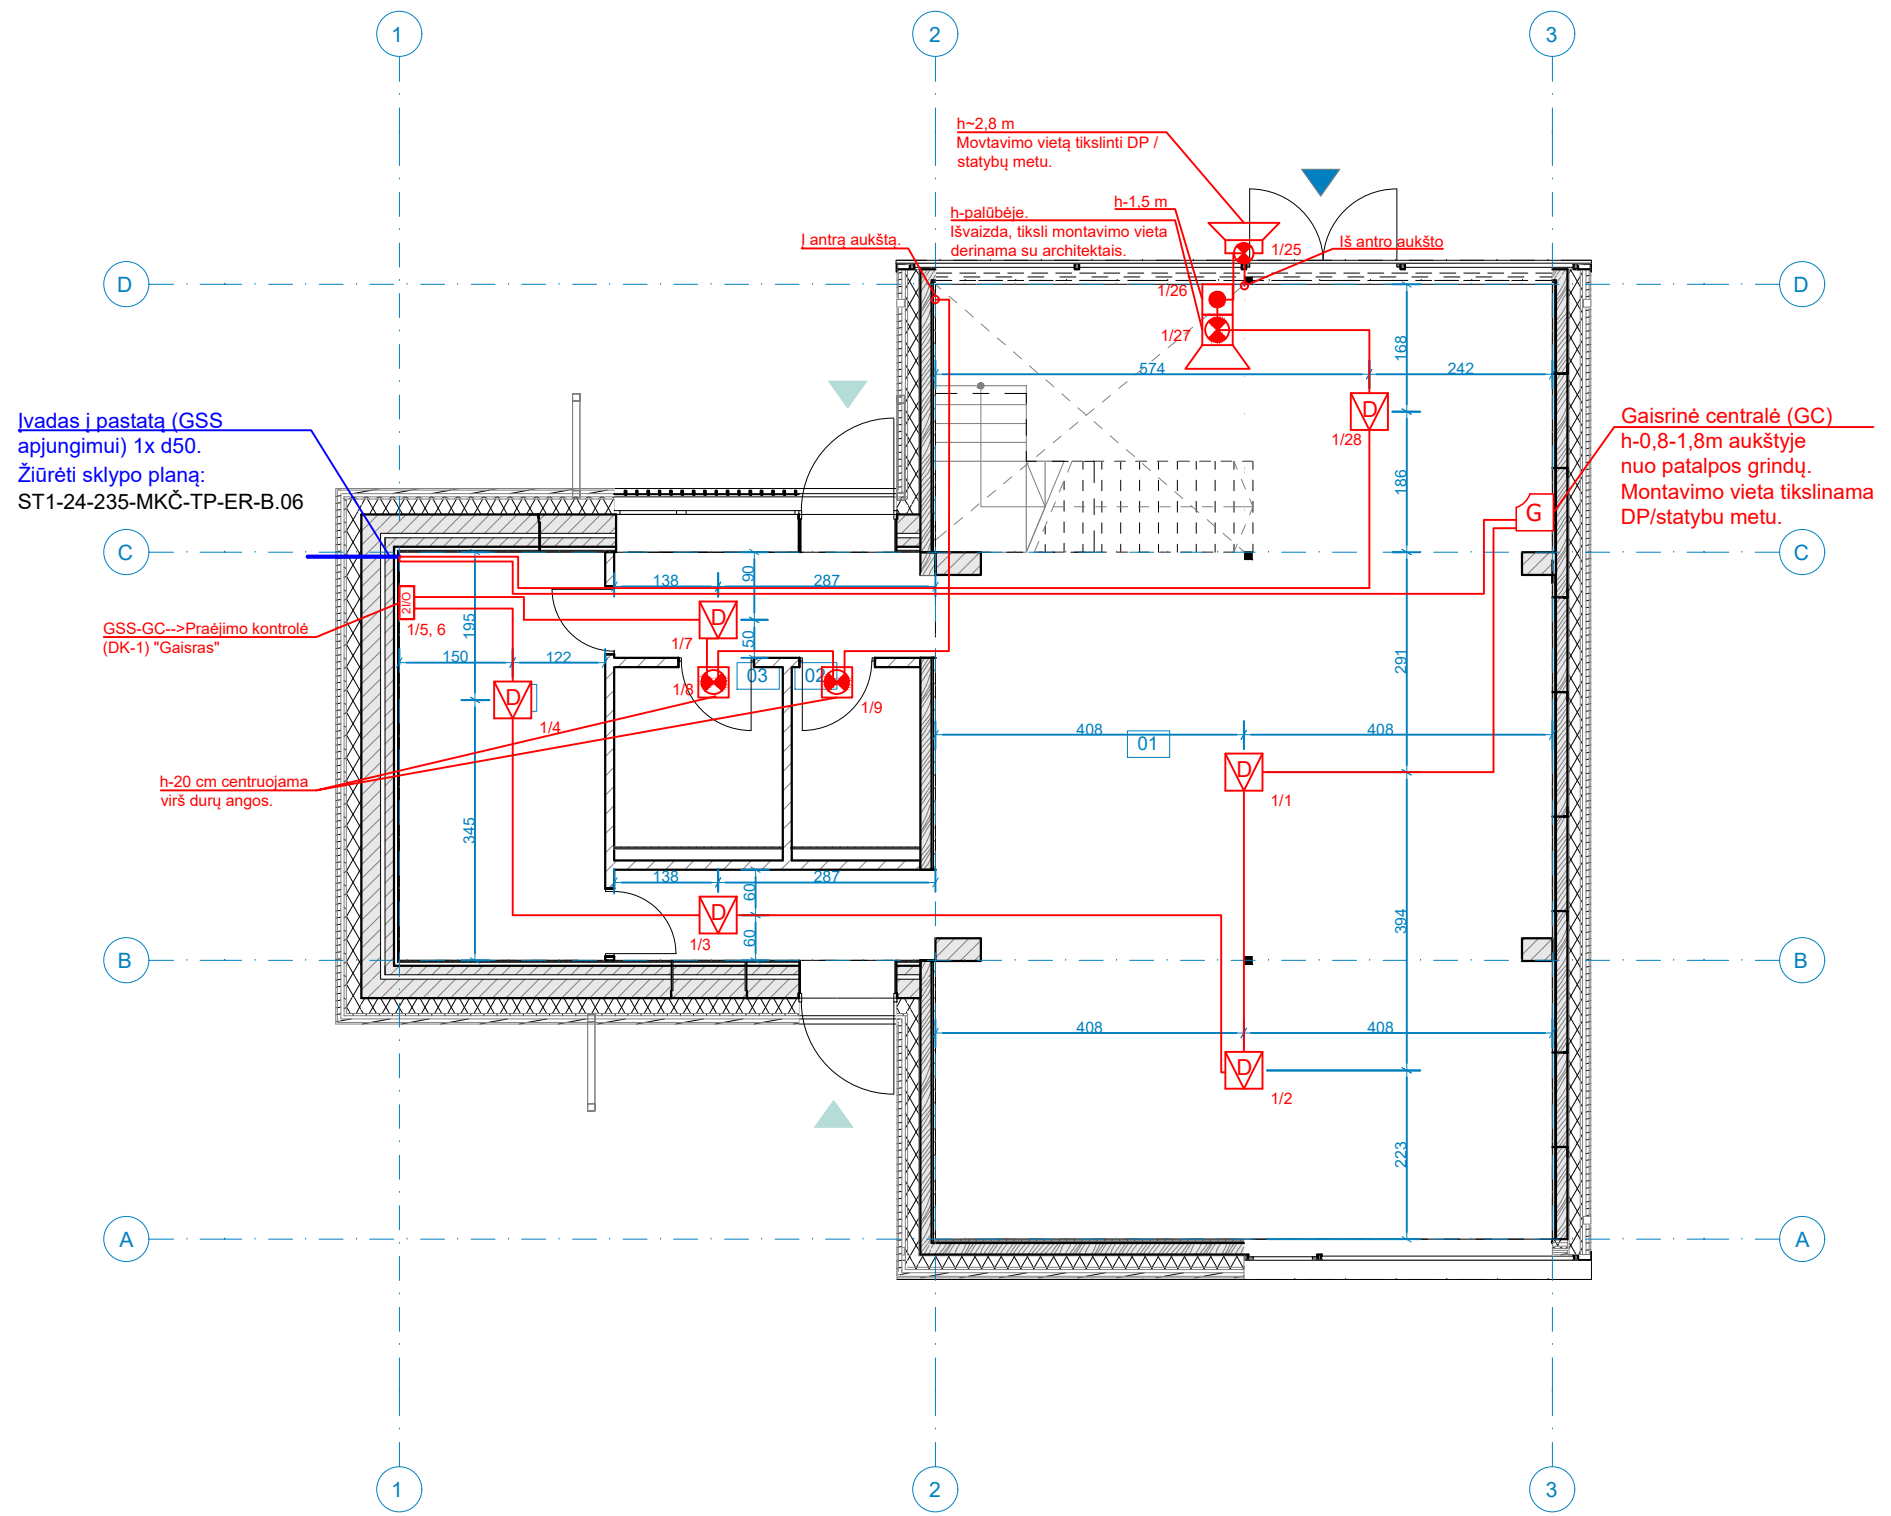 1
2
3
h~2,8 m
Movtavimo vietą tikslinti DP /
statybų metu.
h-1,5 m
h-palūbėje.
Išvaizda, tiksli montavimo vieta
derinama su architektais.
Į antrą aukštą.
1/25
Iš antro aukšto
D
D
1/26
1/27
168
574
242
D
1/28
Įvadas į pastatą (GSS
apjungimui) 1x d50.
Žiūrėti sklypo planą:
ST1-24-235-MKČ-TP-ER-B.06
Gaisrinė centralė (GC)
h-0,8-1,8m aukštyje
nuo patalpos grindų.
Montavimo vieta tikslinama
DP/statybu metu.
186
G
C
C
138
90
287
2I/O
1/5, 6
195
D
1/7
50
GSS-GC-->Praėjimo kontrolė
(DK-1) "Gaisras"
150
122
291
1/8
03
02
1/9
D
1/4
408
408
01
D
1/1
h-20 cm centruojama
virš durų angos.
345
138
287
60
D
1/3
60
394
B
B
408
408
D
1/2
223
A
A
1
2
3